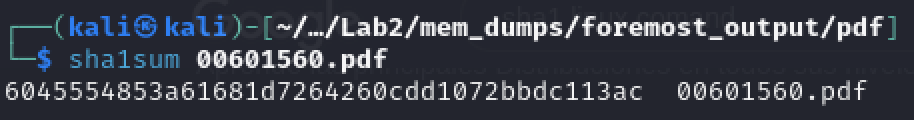 ┌──(kali㉿kali)-[~/…/Lab2/mem_dumps/foremost_output/pdf]
└─$ sha1sum 00601560.pdf
6045554853a61681d7264260cdd1072bbdc113ac  00601560.pdf